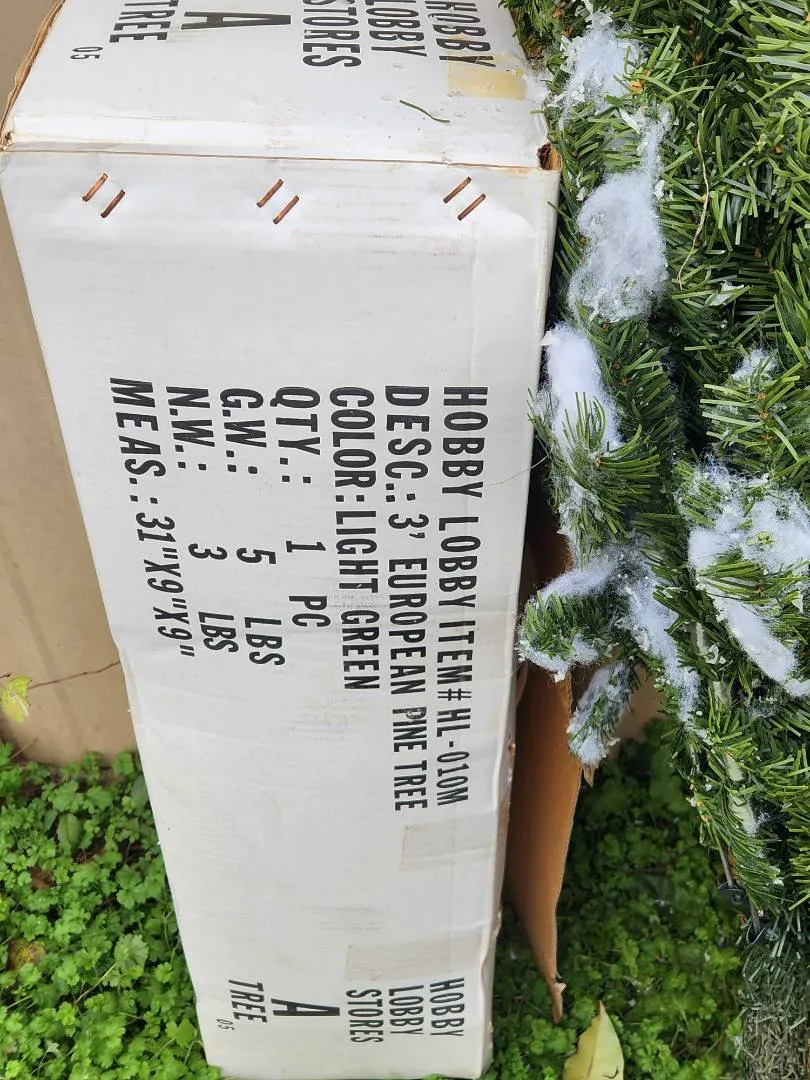 HOBBY
LOBBY
STORES
A
TREE
05
HOBBY LOBBY ITEM# HL-010M
DESC.: 3' EUROPEAN PINE TREE
COLOR: LIGHT GREEN
QTY.: 1 PC
G.W.: 5 LBS
N.W.: 3 LBS
MEAS.: 31"X9"X9"
HOBBY
LOBBY
STORES
A
TREE
05